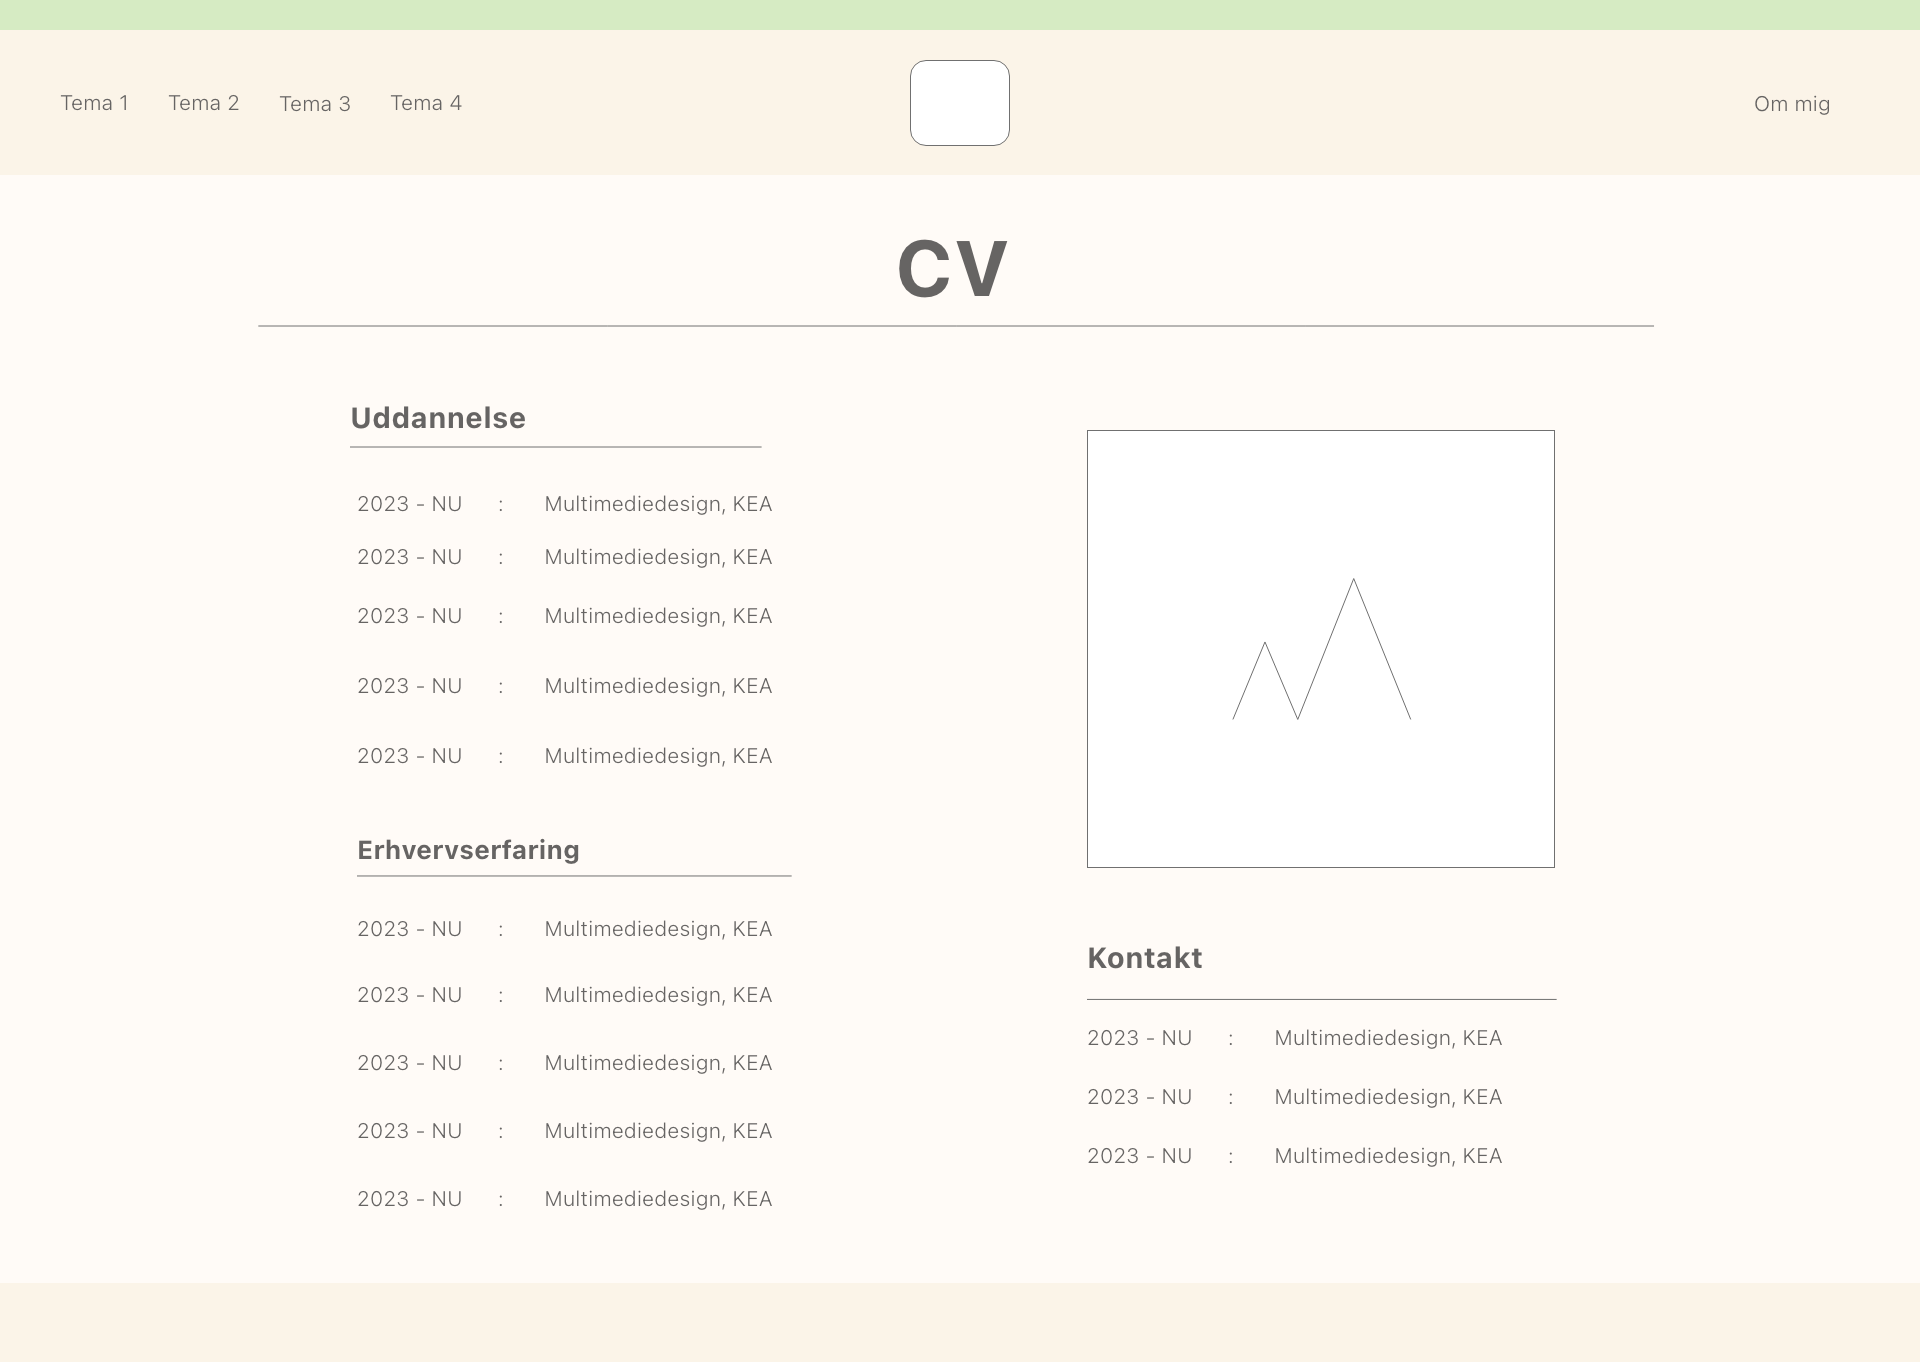 Tema 1 Tema 2 Tema 3 Tema 4 Om mig
CV
Uddannelse
2023 - NU : Multimediedesign, KEA
2023 - NU : Multimediedesign, KEA
2023 - NU : Multimediedesign, KEA
2023 - NU : Multimediedesign, KEA
2023 - NU : Multimediedesign, KEA
Erhvervserfaring
2023 - NU : Multimediedesign, KEA
2023 - NU : Multimediedesign, KEA
2023 - NU : Multimediedesign, KEA
2023 - NU : Multimediedesign, KEA
2023 - NU : Multimediedesign, KEA
Kontakt
2023 - NU : Multimediedesign, KEA
2023 - NU : Multimediedesign, KEA
2023 - NU : Multimediedesign, KEA